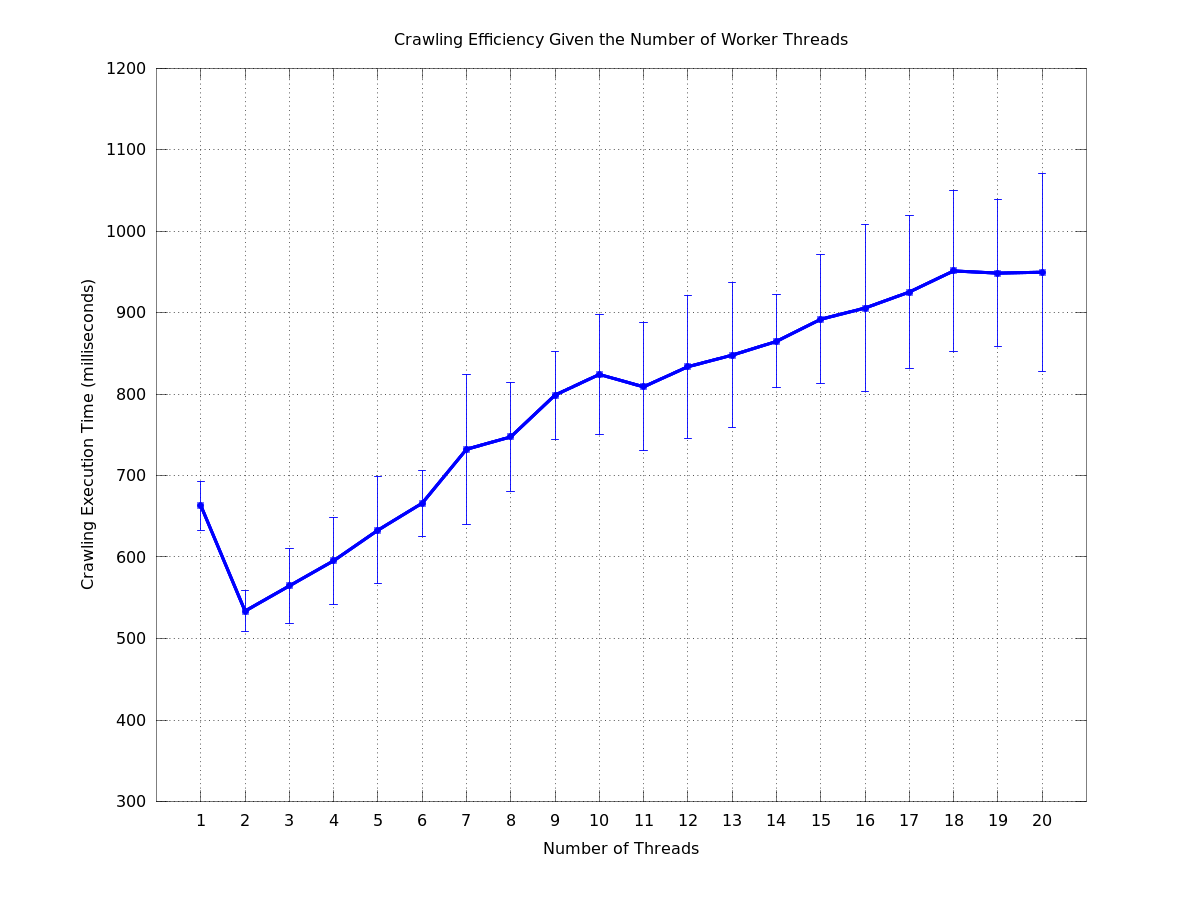 Crawling Efficiency Given the Number of Worker Threads
1200
1100
1000
900
800
700
600
500
400
300
Crawling Execution Time (milliseconds)
1 2 3 4 5 6 7 8 9 10 11 12 13 14 15 16 17 18 19 20
Number of Threads